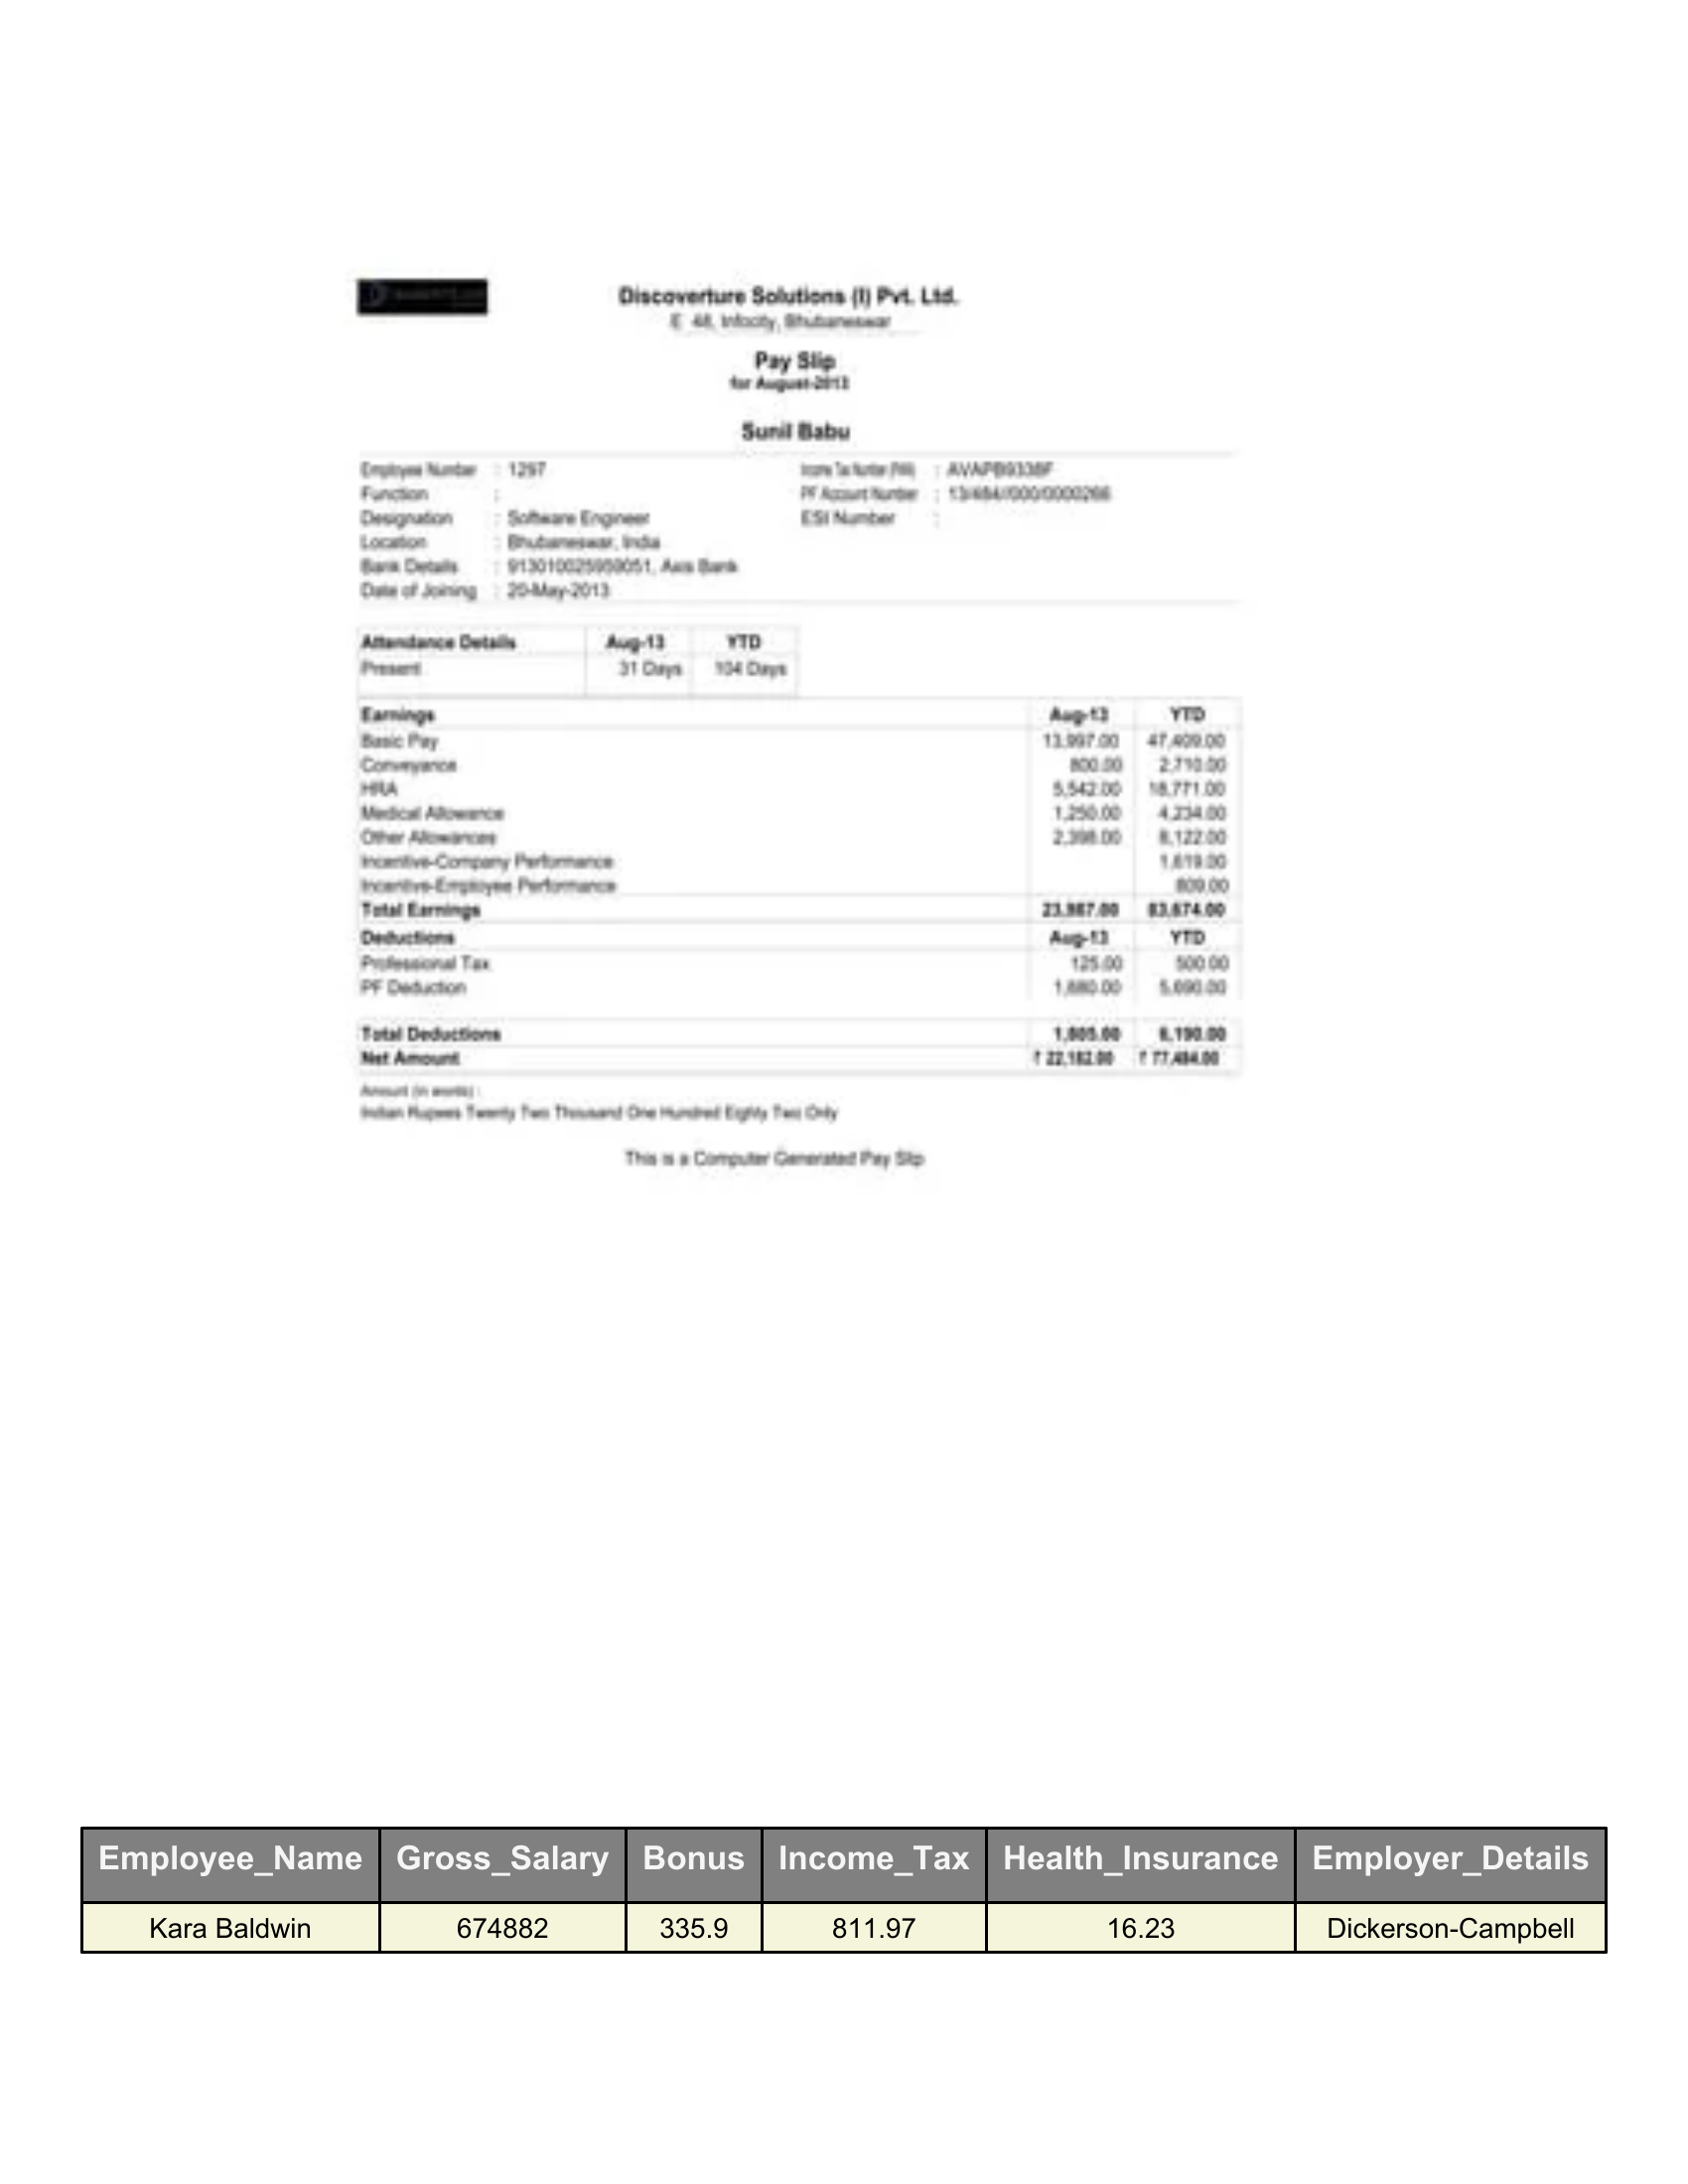 Discoverture Solutions (I) Pvt. Ltd.
E 48, Infocity, Bhubaneswar
Pay Slip
for August-2013
Sunil Babu
Employee Number : 1297 Income Tax Number (PAN) : AVAPB9338F
Function : PF Account Number : 13/484//000/0000266
Designation : Software Engineer ESI Number :
Location : Bhubaneswar, India
Bank Details : 913010025959051, Axis Bank
Date of Joining : 20-May-2013
Attendance Details Aug-13 YTD
Present 31 Days 104 Days
Earnings Aug-13 YTD
Basic Pay 13,997.00 47,409.00
Conveyance 800.00 2,710.00
HRA 5,542.00 18,771.00
Medical Allowance 1,250.00 4,234.00
Other Allowances 2,398.00 8,122.00
Incentive-Company Performance 1,619.00
Incentive-Employee Performance 809.00
Total Earnings 23,987.00 83,674.00
Deductions Aug-13 YTD
Professional Tax 125.00 500.00
PF Deduction 1,680.00 5,690.00
Total Deductions 1,805.00 6,190.00
Net Amount ₹ 22,182.00 ₹ 77,484.00
Amount (in words) :
Indian Rupees Twenty Two Thousand One Hundred Eighty Two Only
This is a Computer Generated Pay Slip
Employee_Name Gross_Salary Bonus Income_Tax Health_Insurance Employer_Details
Kara Baldwin 674882 335.9 811.97 16.23 Dickerson-Campbell